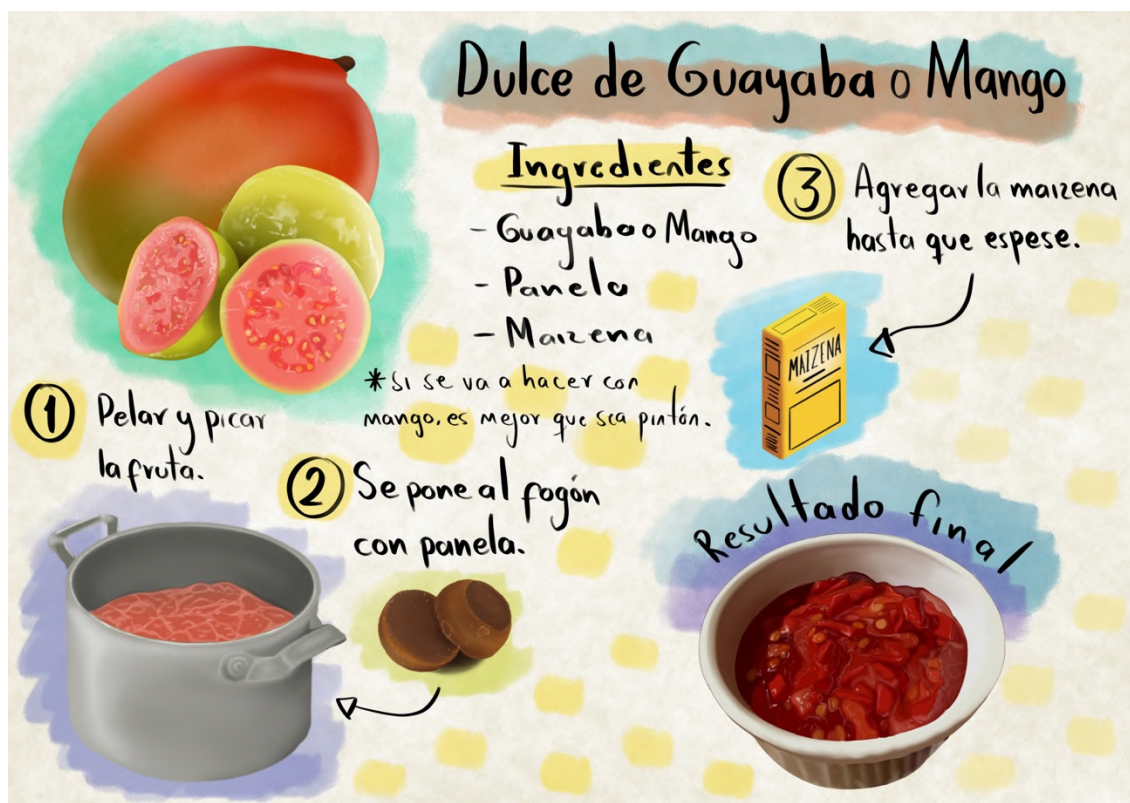 Dulce de Guayaba o Mango
Ingredientes
- Guayaba o Mango
- Panela
- Maizena
*Si se va a hacer con
mango, es mejor que sea pintón.
1 Pelar y picar
la fruta.
2 Se pone al fogón
con panela.
3 Agregar la maizena
hasta que espese.
MAIZENA
Resultado final